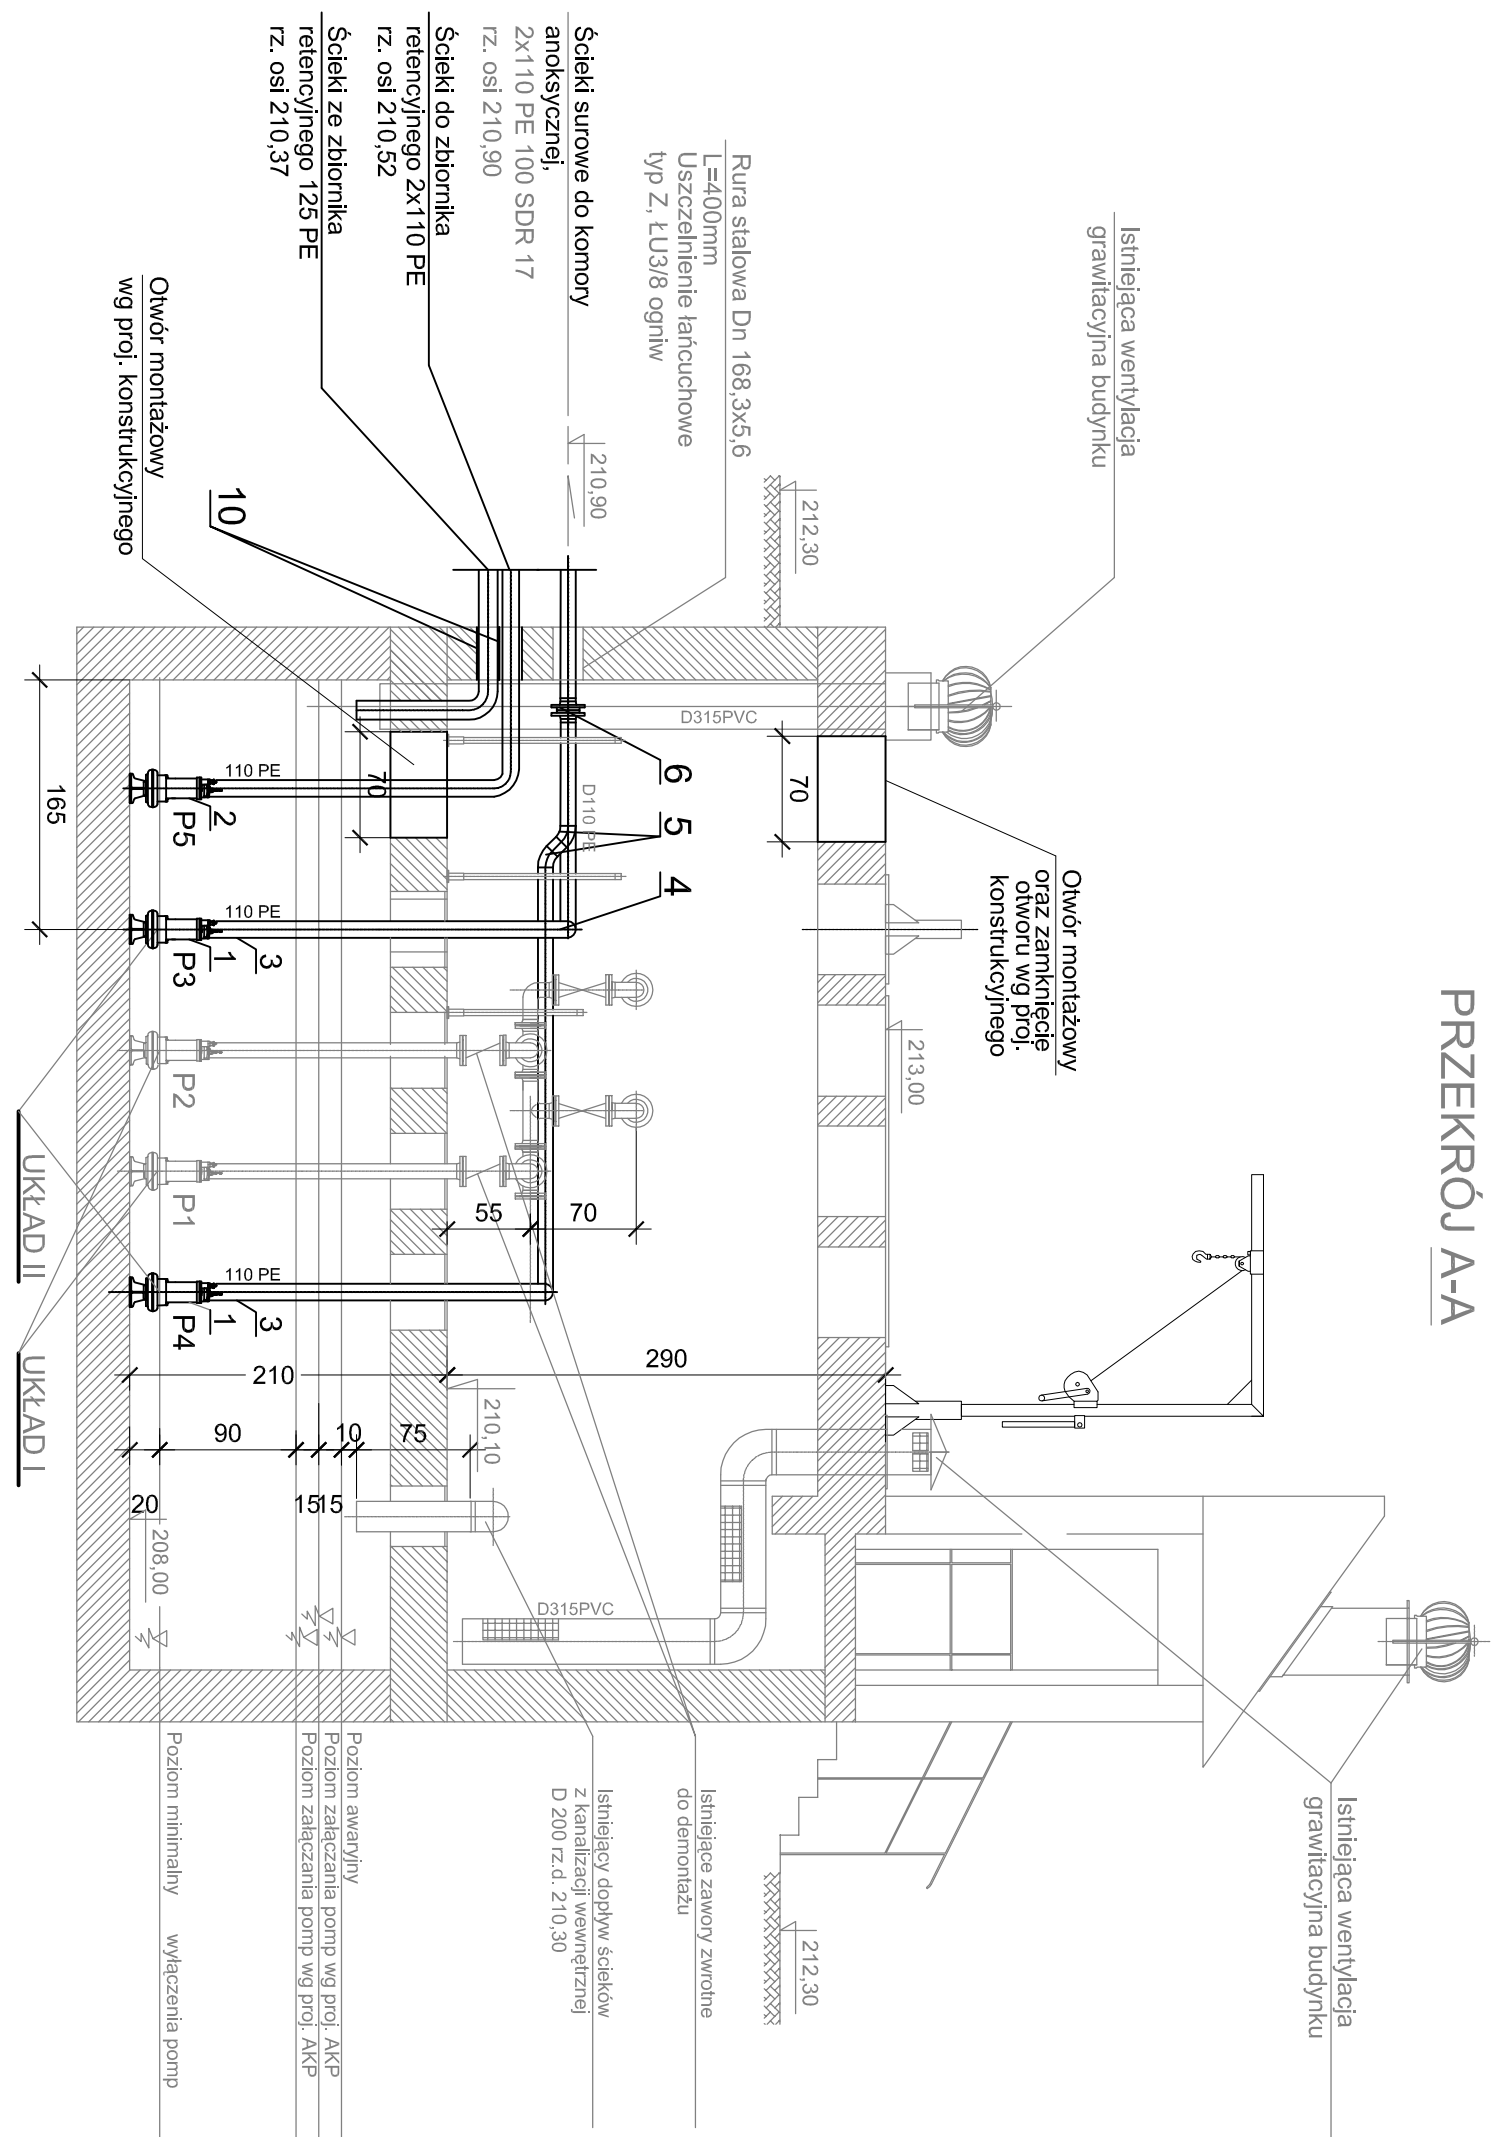 PRZEKRÓJ A-A
Istniejąca wentylacja
grawitacyjna budynku
Rura stalowa Dn 168,3x5,6
L=400mm
Uszczelnienie łańcuchowe
typ Z, ŁU3/8 ogniw
Ścieki surowe do komory
anoksycznej,
2x110 PE 100 SDR 17
rz. osi 210,90
Ścieki do zbiornika
retencyjnego 2x110 PE
rz. osi 210,52
Ścieki ze zbiornika
retencyjnego 125 PE
rz. osi 210,37
Otwór montażowy
wg proj. konstrukcyjnego
10
212,30
210,90
D315PVC
70
70
Otwór montażowy
oraz zamknięcie
otworu wg proj.
konstrukcyjnego
213,00
6
5
4
D110 PE
110 PE
2
P5
110 PE
3
1
P3
P2
P1
110 PE
3
1
P4
165
UKŁAD II
UKŁAD I
55
70
290
210
90
10
75
20
15
15
210,10
208,00
D315PVC
Istniejąca wentylacja
grawitacyjna budynku
212,30
Istniejące zawory zwrotne
do demontażu
Istniejący dopływ ścieków
z kanalizacji wewnętrznej
D 200 rz.d. 210,30
Poziom awaryjny
Poziom załączania pomp wg proj. AKP
Poziom załączania pomp wg proj. AKP
Poziom minimalny wyłączenia pomp